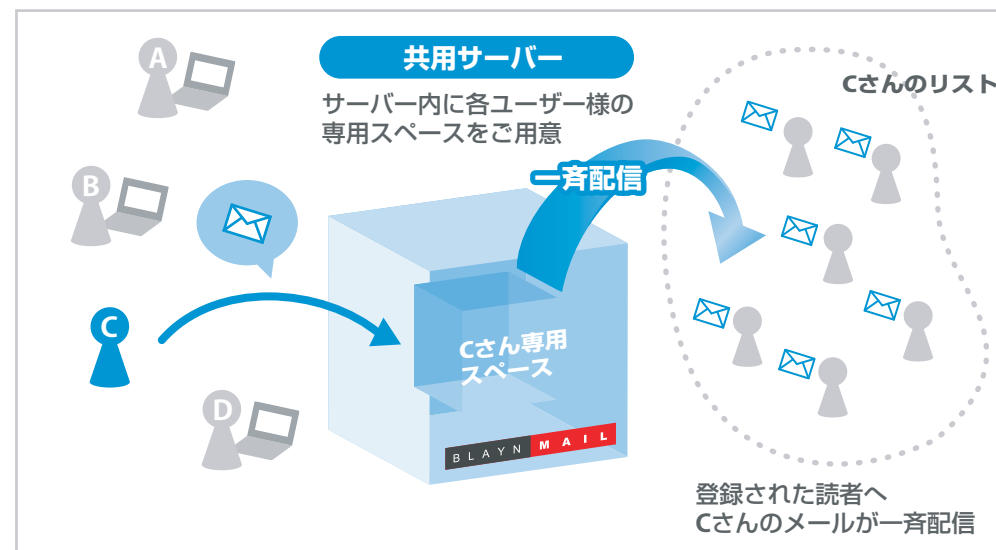 共用サーバー
サーバー内に各ユーザー様の
専用スペースをご用意
A
B
C
D
一斉配信
Cさんのリスト
Cさん専用
スペース
BLAYN MAIL
登録された読者へ
Cさんのメールが一斉配信